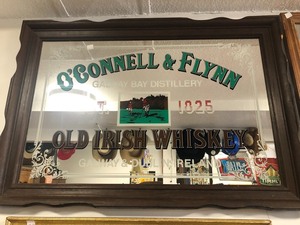 O'CONNELL & FLYNN
GALWAY BAY DISTILLERY
1825
OLD IRISH WHISKEY